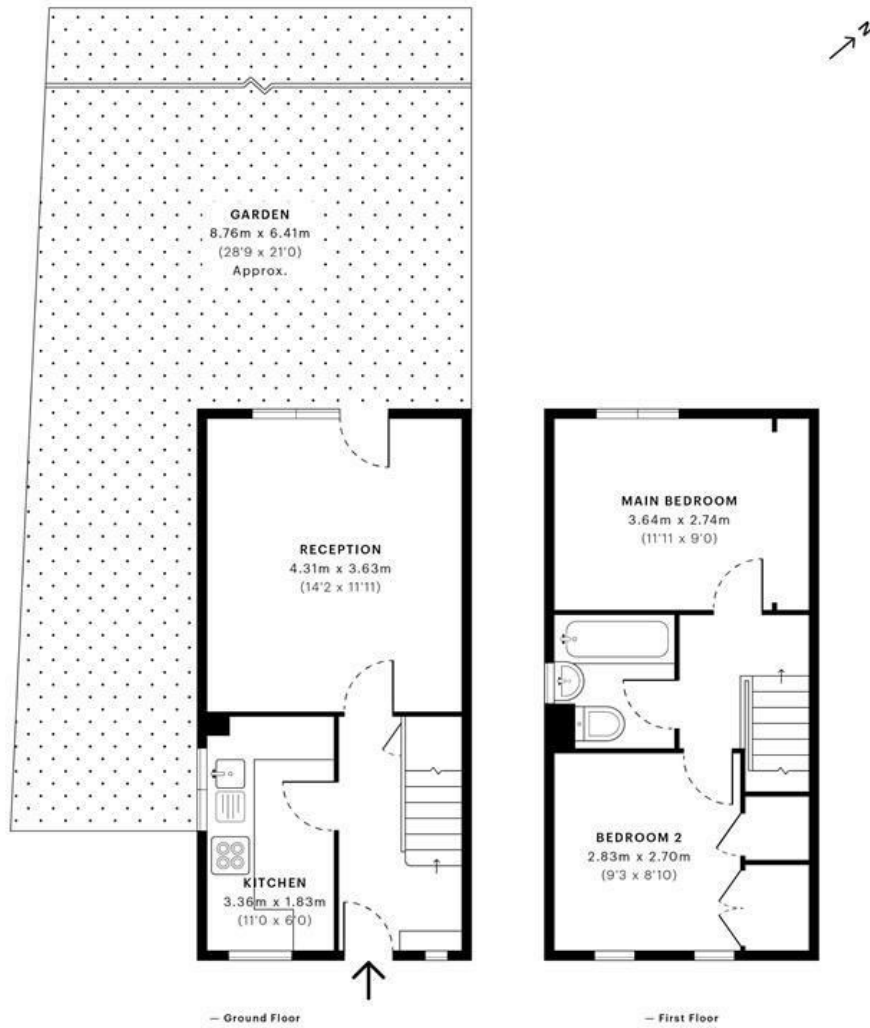 N
GARDEN
8.76m x 6.41m
(28'9 x 21'0)
Approx.
RECEPTION
4.31m x 3.63m
(14'2 x 11'11)
KITCHEN
3.36m x 1.83m
(11'0 x 6'0)
— Ground Floor
MAIN BEDROOM
3.64m x 2.74m
(11'11 x 9'0)
BEDROOM 2
2.83m x 2.70m
(9'3 x 8'10)
— First Floor